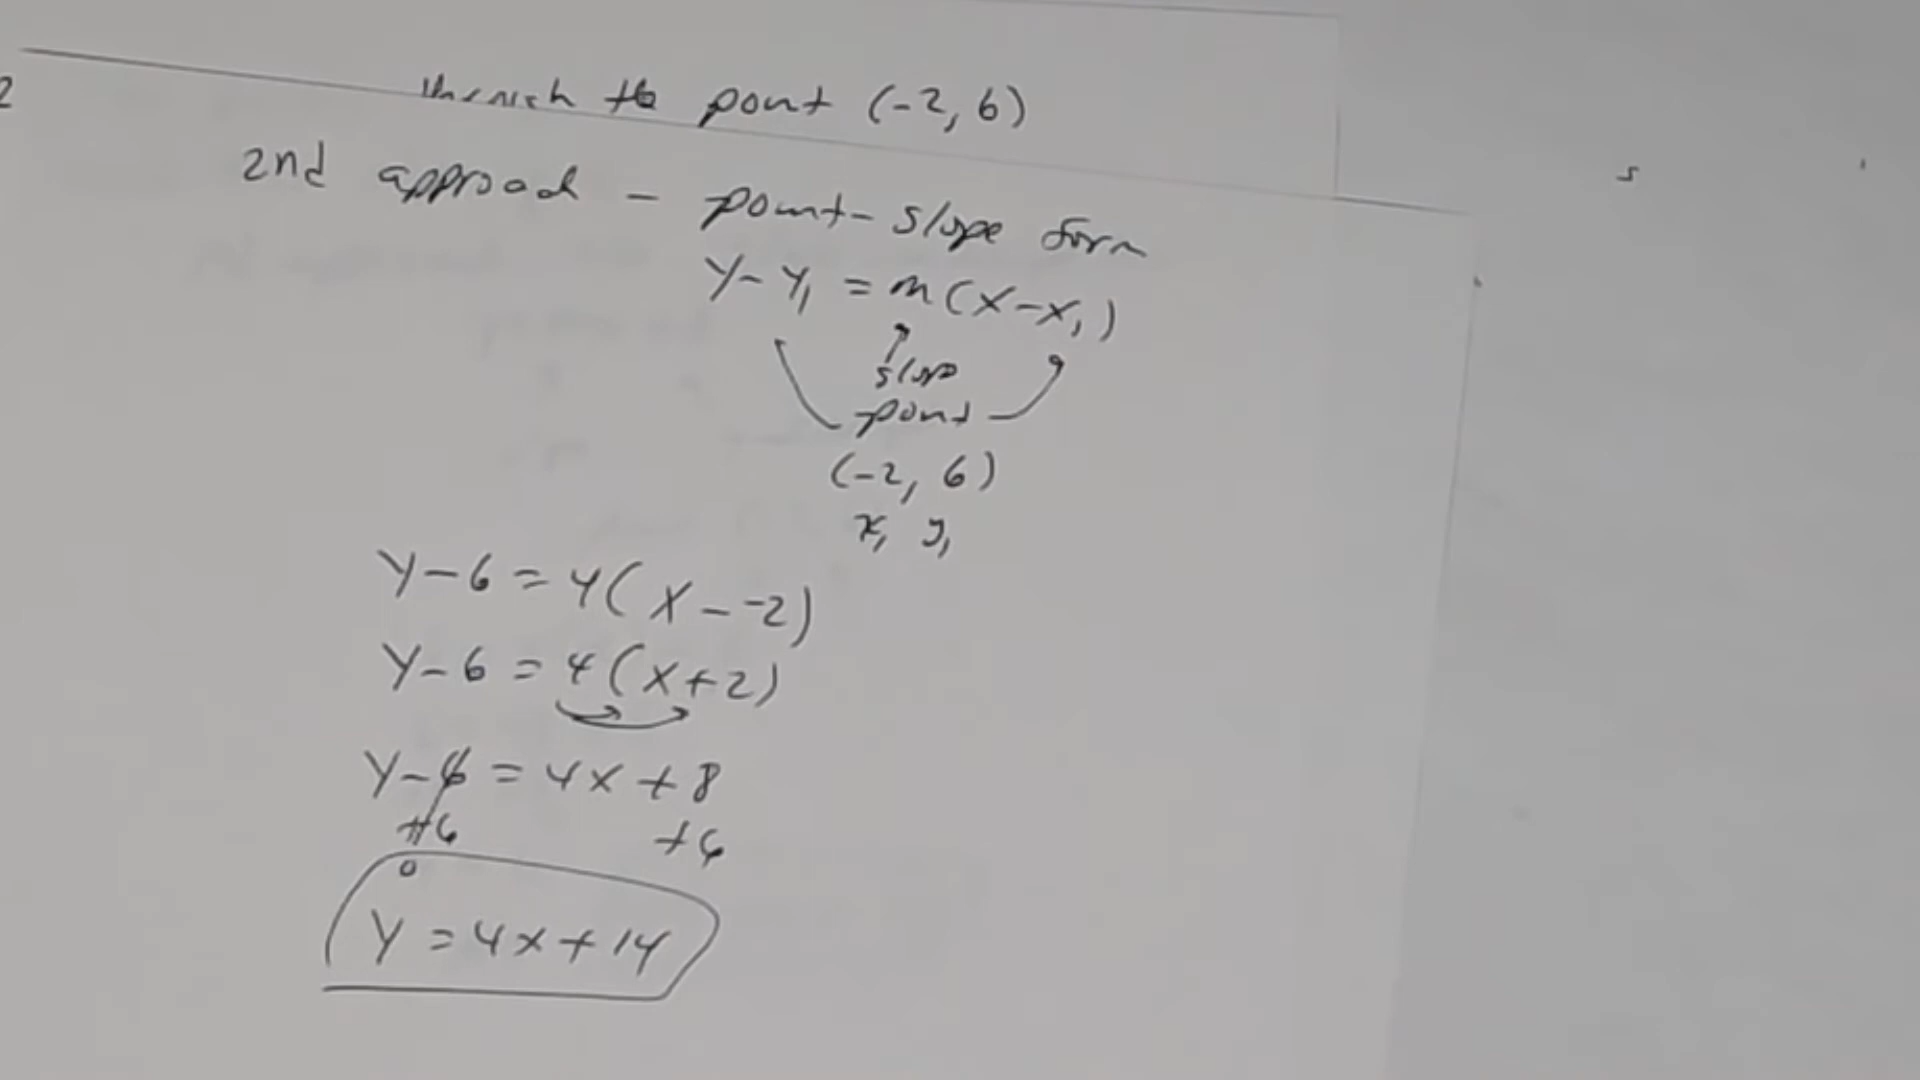 2
through the point (-2, 6)
2nd approach - point-slope form
y - y₁ = m(x - x₁)
slope
point
(-2, 6)
x₁ y₁
y - 6 = 4(x - -2)
y - 6 = 4(x + 2)
y - 6 = 4x + 8
+6 +6
0
y = 4x + 14